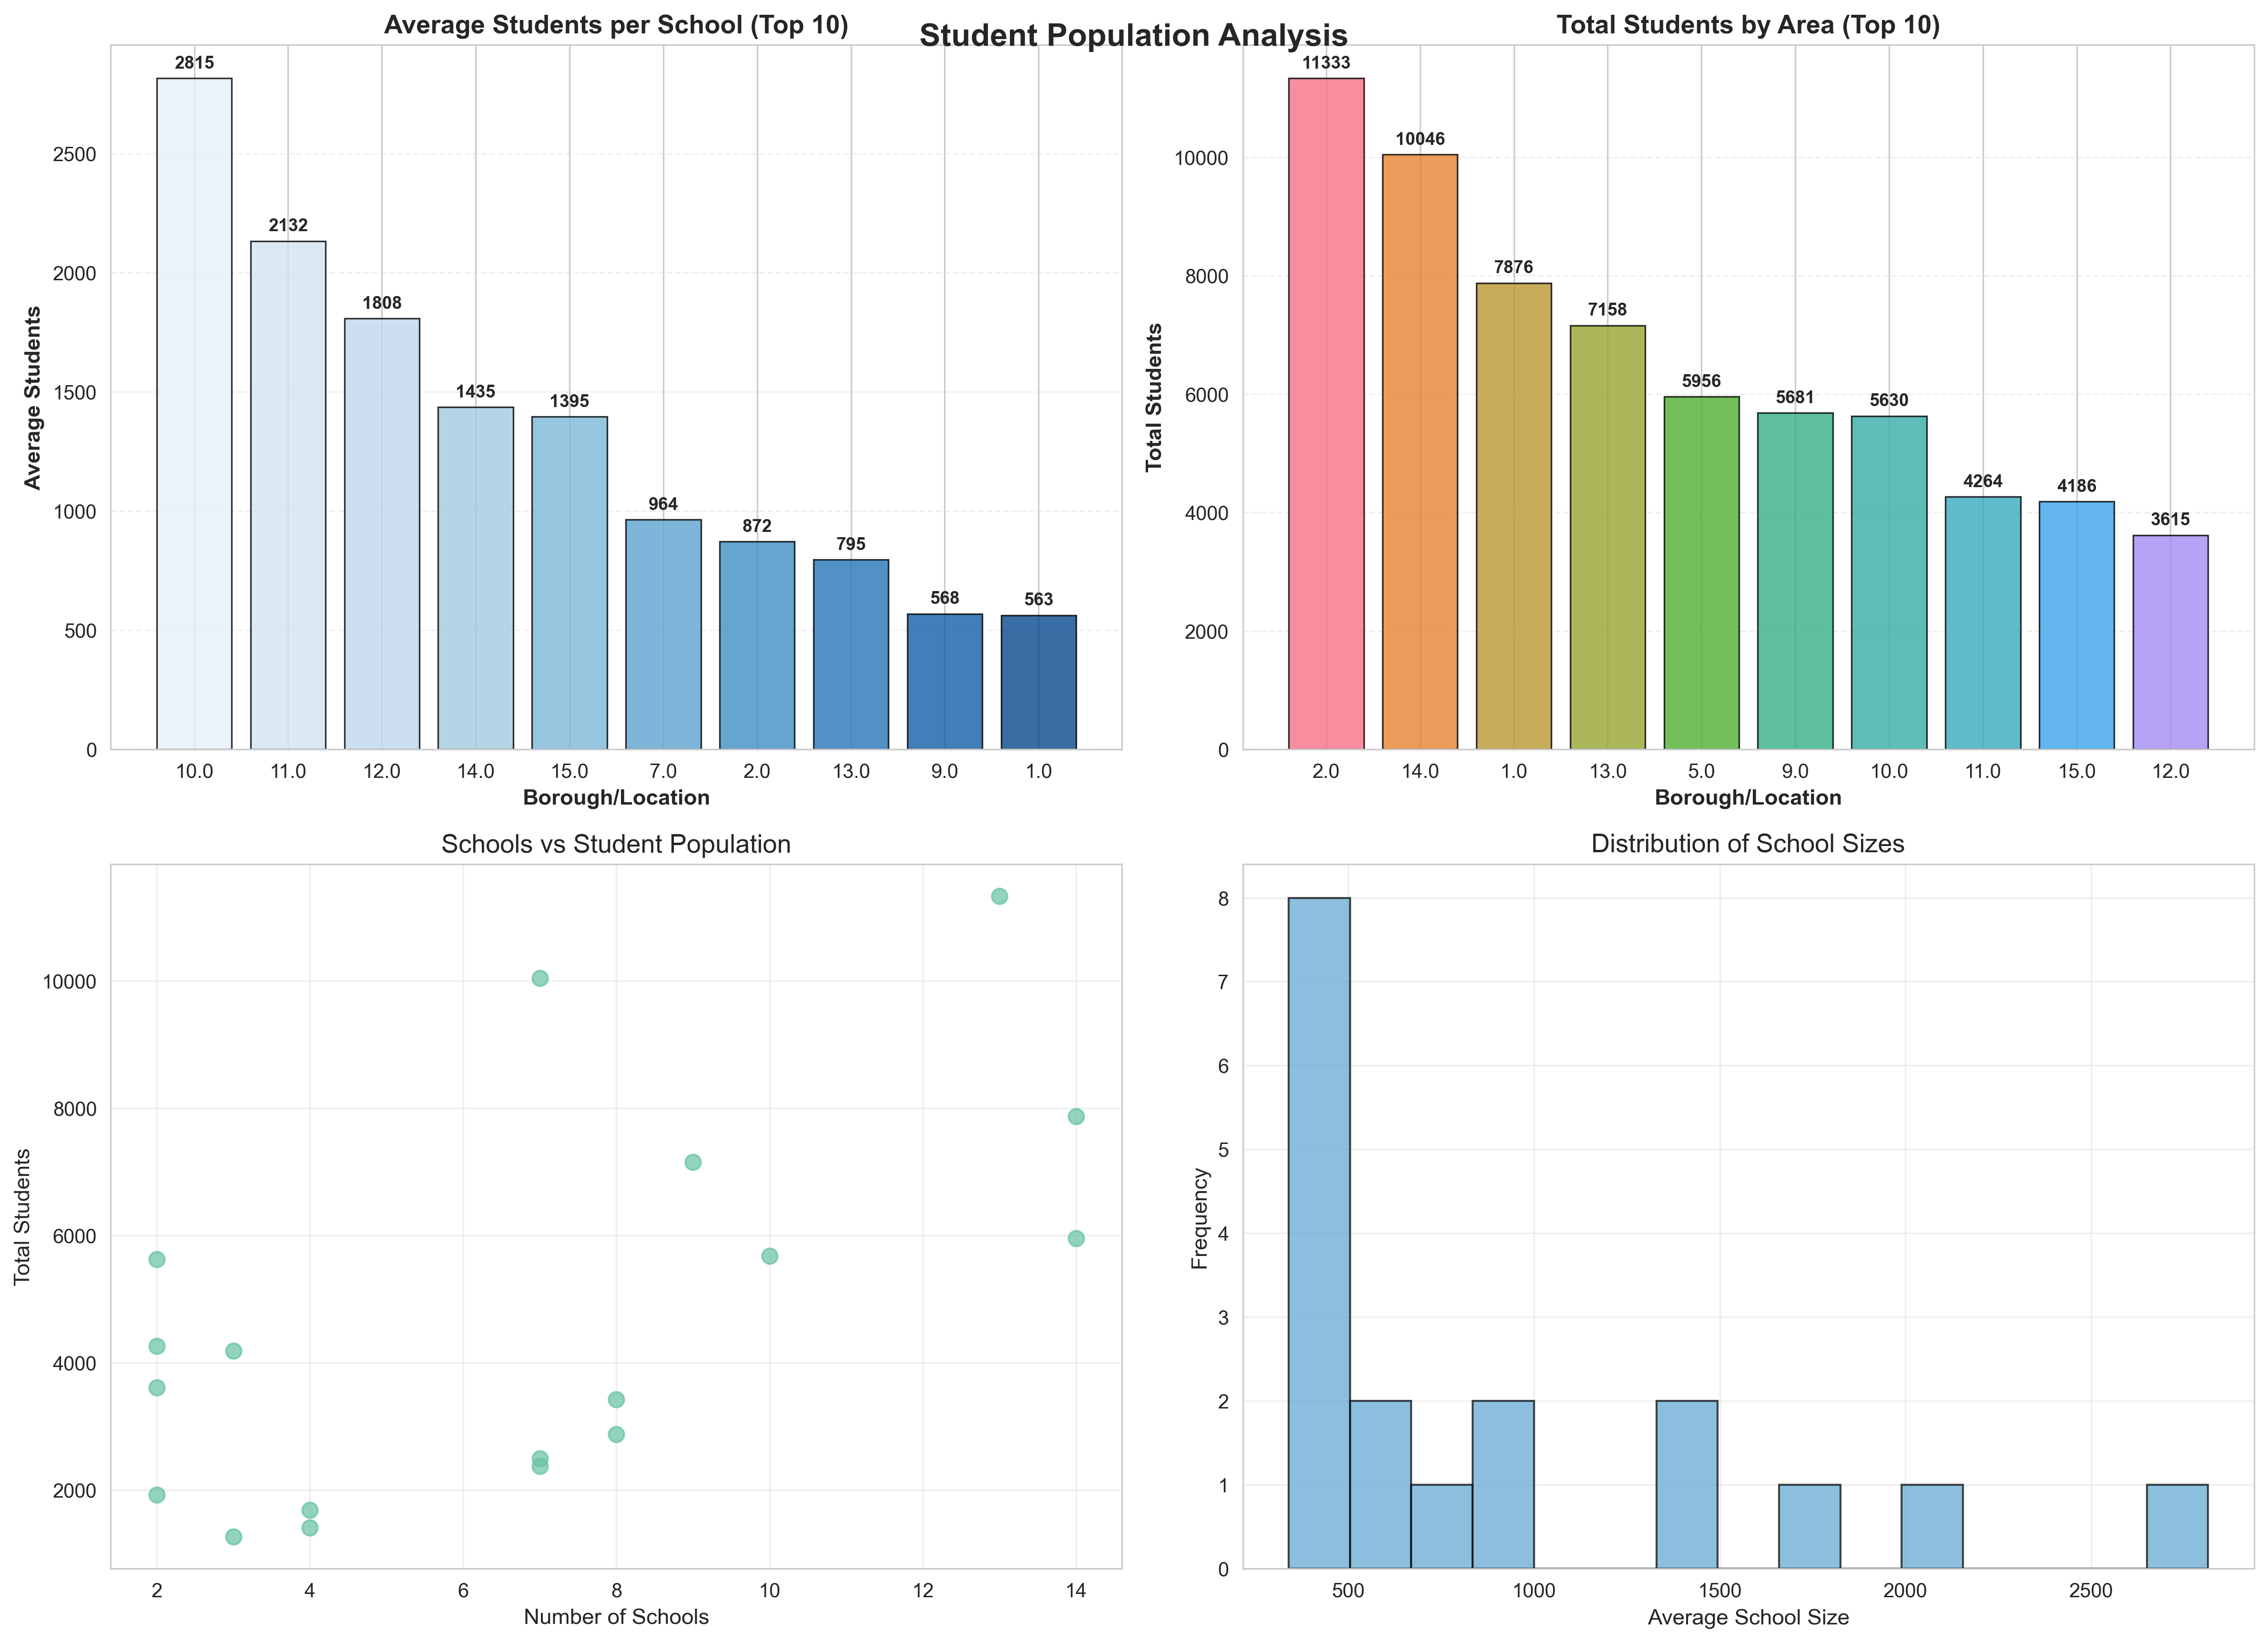 Student Population Analysis
Average Students per School (Top 10)
Average Students
2500
2000
1500
1000
500
0
2815
2132
1808
1435
1395
964
872
795
568
563
10.0 11.0 12.0 14.0 15.0 7.0 2.0 13.0 9.0 1.0
Borough/Location
Total Students by Area (Top 10)
Total Students
10000
8000
6000
4000
2000
0
11333
10046
7876
7158
5956
5681
5630
4264
4186
3615
2.0 14.0 1.0 13.0 5.0 9.0 10.0 11.0 15.0 12.0
Borough/Location
Schools vs Student Population
Total Students
10000
8000
6000
4000
2000
2 4 6 8 10 12 14
Number of Schools
Distribution of School Sizes
Frequency
8
7
6
5
4
3
2
1
0
500 1000 1500 2000 2500
Average School Size